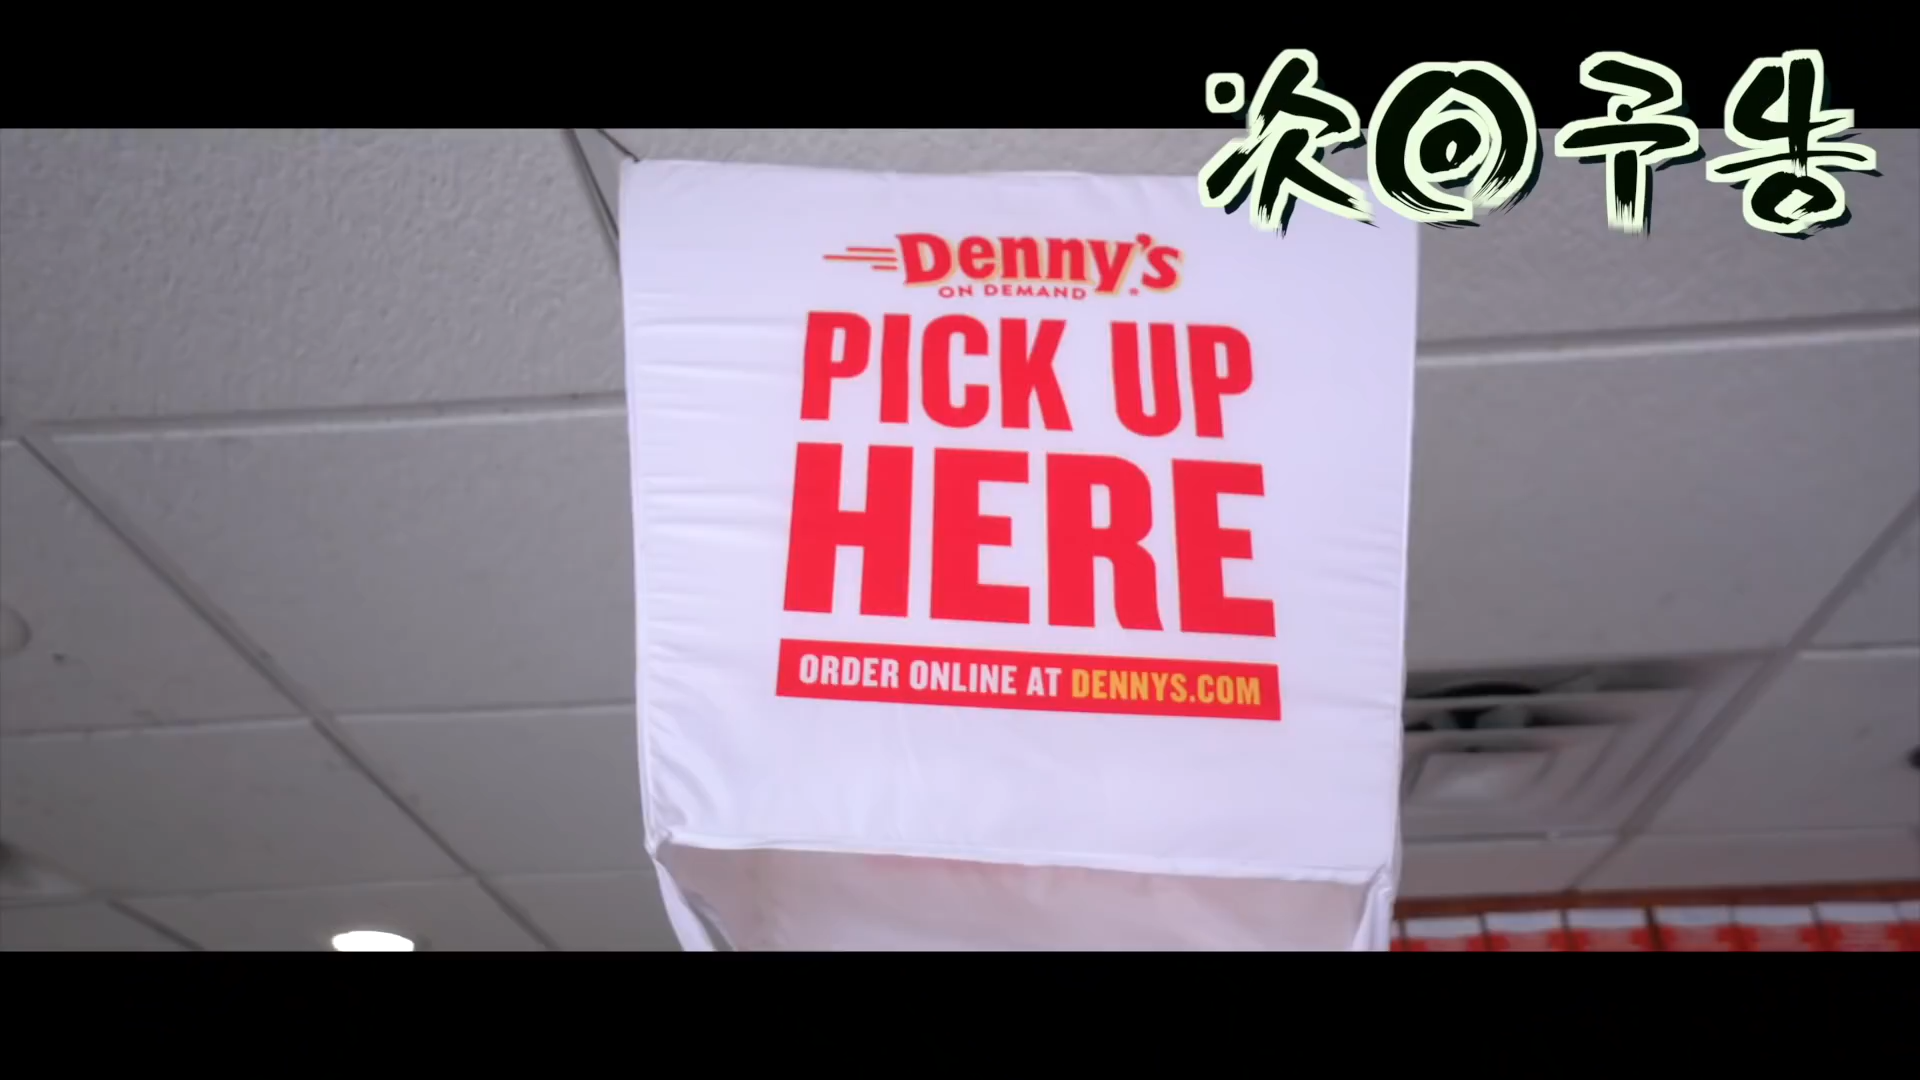 次回予告
Denny's
ON DEMAND
PICK UP
HERE
ORDER ONLINE AT DENNYS.COM